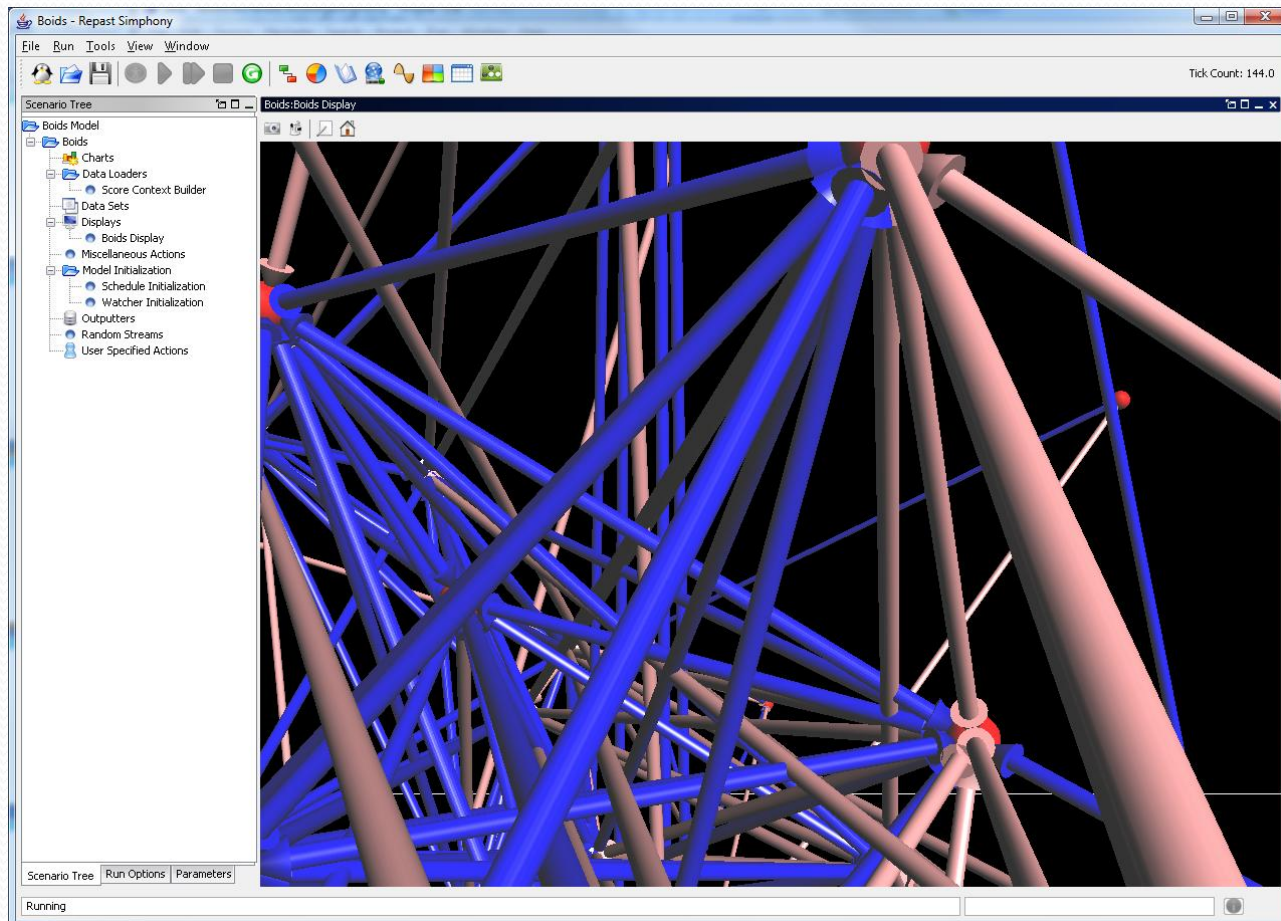 Boids - Repast Simphony
File Run Tools View Window
Tick Count: 144.0
Scenario Tree
Boids:Boids Display
Boids Model
Boids
Charts
Data Loaders
Score Context Builder
Data Sets
Displays
Boids Display
Miscellaneous Actions
Model Initialization
Schedule Initialization
Watcher Initialization
Outputters
Random Streams
User Specified Actions
Scenario Tree Run Options Parameters
Running